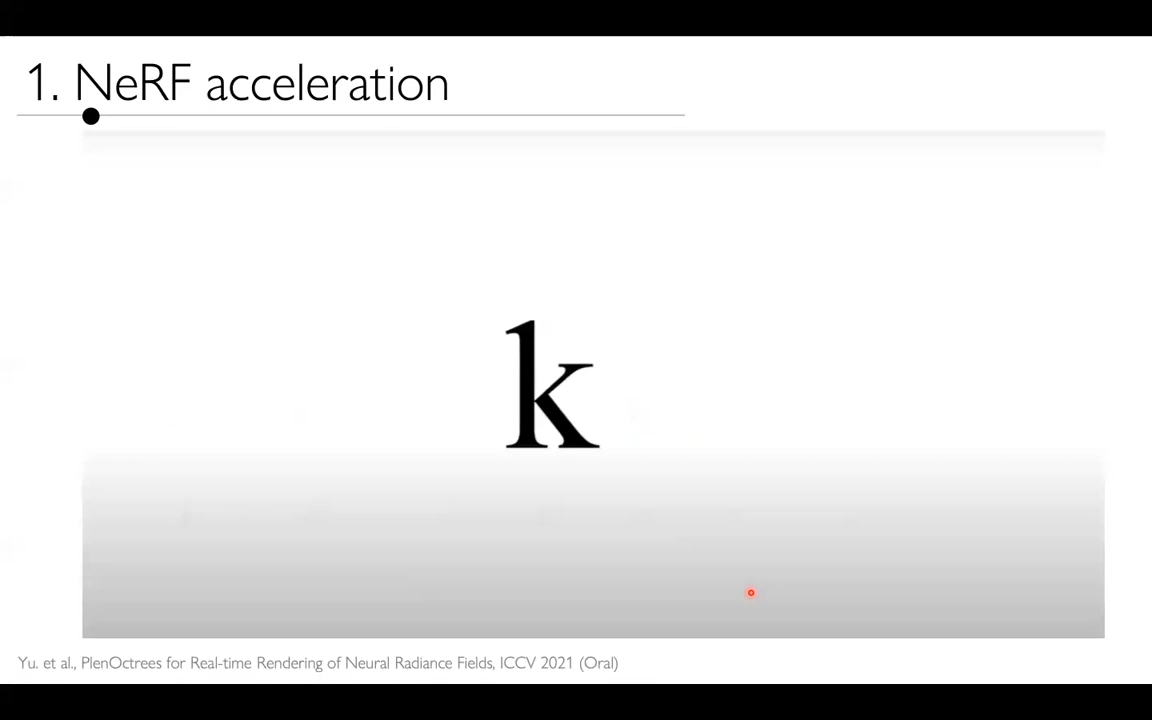 1. NeRF acceleration
k
Yu. et al., PlenOctrees for Real-time Rendering of Neural Radiance Fields, ICCV 2021 (Oral)